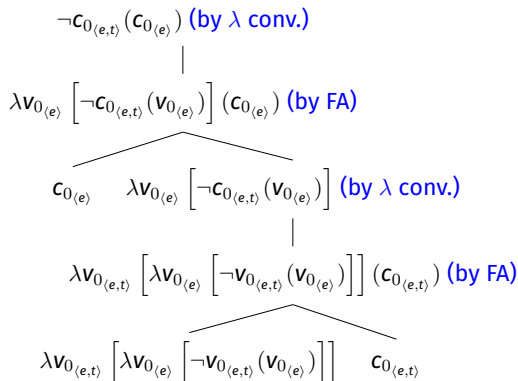 ¬c₀⟨e,t⟩(c₀⟨e⟩) (by λ conv.)
λv₀⟨e⟩ [¬c₀⟨e,t⟩(v₀⟨e⟩)] (c₀⟨e⟩) (by FA)
c₀⟨e⟩ λv₀⟨e⟩ [¬c₀⟨e,t⟩(v₀⟨e⟩)] (by λ conv.)
λv₀⟨e,t⟩ [λv₀⟨e⟩ [¬v₀⟨e,t⟩(v₀⟨e⟩)]] (c₀⟨e,t⟩) (by FA)
λv₀⟨e,t⟩ [λv₀⟨e⟩ [¬v₀⟨e,t⟩(v₀⟨e⟩)]] c₀⟨e,t⟩